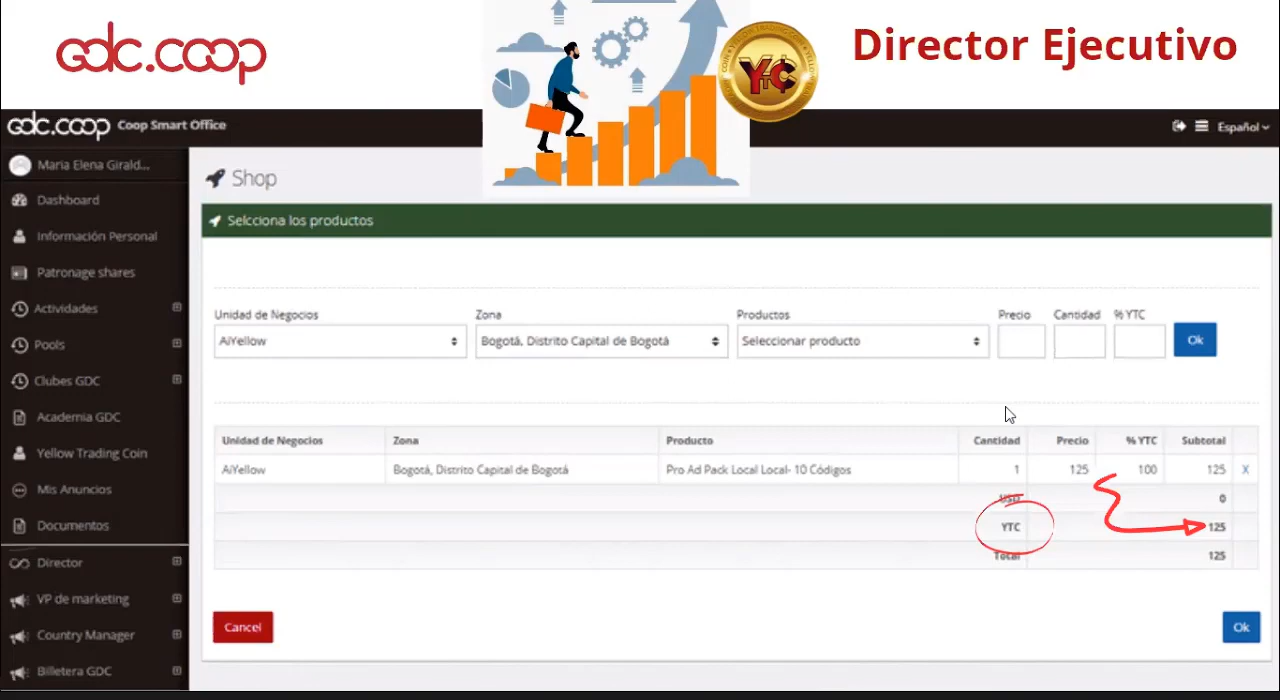 gdc.coop
Director Ejecutivo
YTC
gdc.coop Coop Smart Office
Español
Maria Elena Girald...
Dashboard
Información Personal
Patronage shares
Actividades
Pools
Clubes GDC
Academia GDC
Yellow Trading Coin
Mis Anuncios
Documentos
Director
VP de marketing
Country Manager
Billetera GDC
Shop
Selcciona los productos
Unidad de Negocios Zona Productos Precio Cantidad % YTC
AiYellow Bogotá, Distrito Capital de Bogotá Seleccionar producto Ok
Unidad de Negocios Zona Producto Cantidad Precio % YTC Subtotal
AiYellow Bogotá, Distrito Capital de Bogotá Pro Ad Pack Local Local- 10 Códigos 1 125 100 125 X
USD 0
YTC 125
Total 125
Cancel Ok